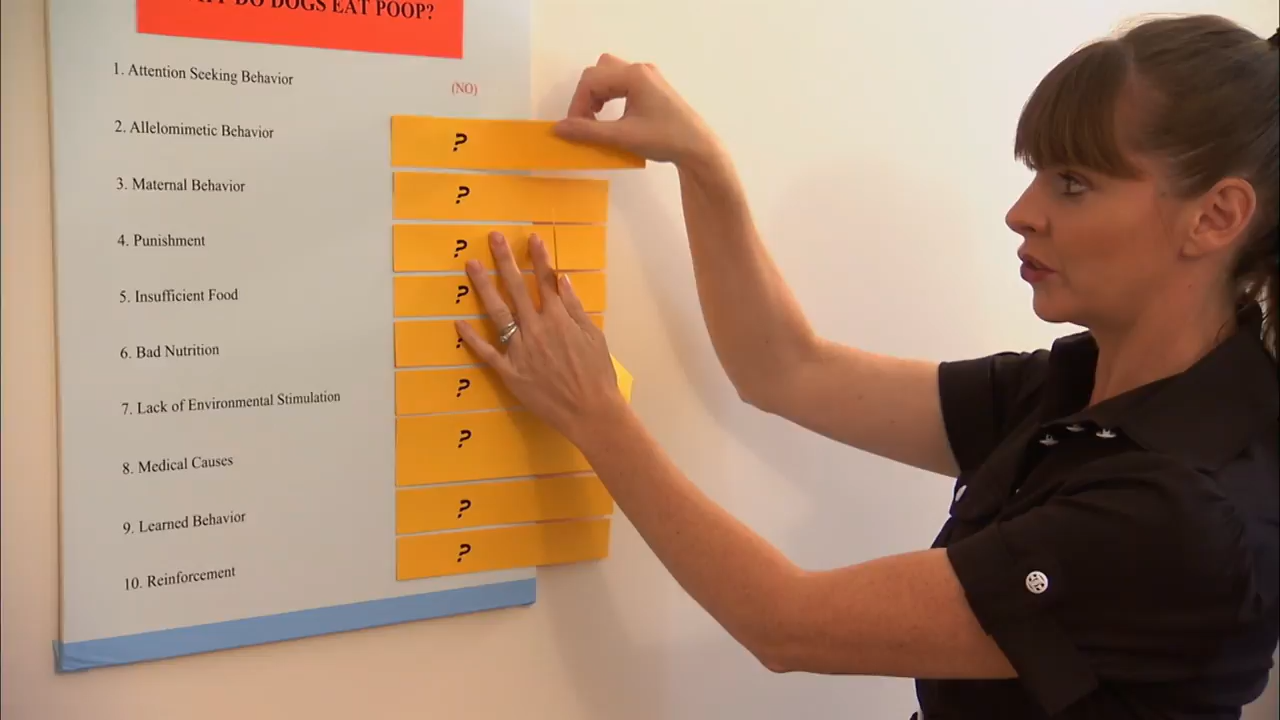 DO DOGS EAT POOP?
1. Attention Seeking Behavior
(NO)
2. Allelomimetic Behavior
?
3. Maternal Behavior
?
4. Punishment
?
5. Insufficient Food
?
6. Bad Nutrition
?
7. Lack of Environmental Stimulation
?
8. Medical Causes
?
9. Learned Behavior
?
10. Reinforcement
?